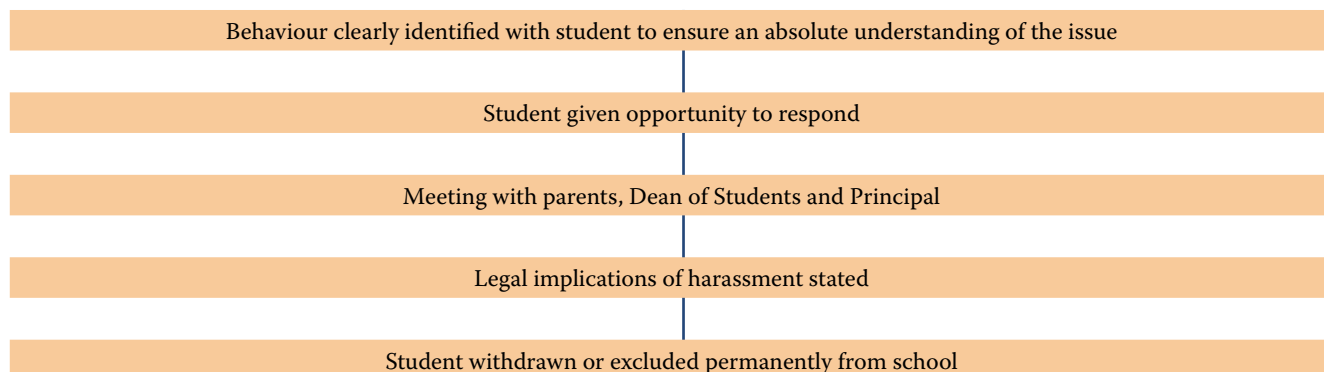 Behaviour clearly identified with student to ensure an absolute understanding of the issue
Student given opportunity to respond
Meeting with parents, Dean of Students and Principal
Legal implications of harassment stated
Student withdrawn or excluded permanently from school